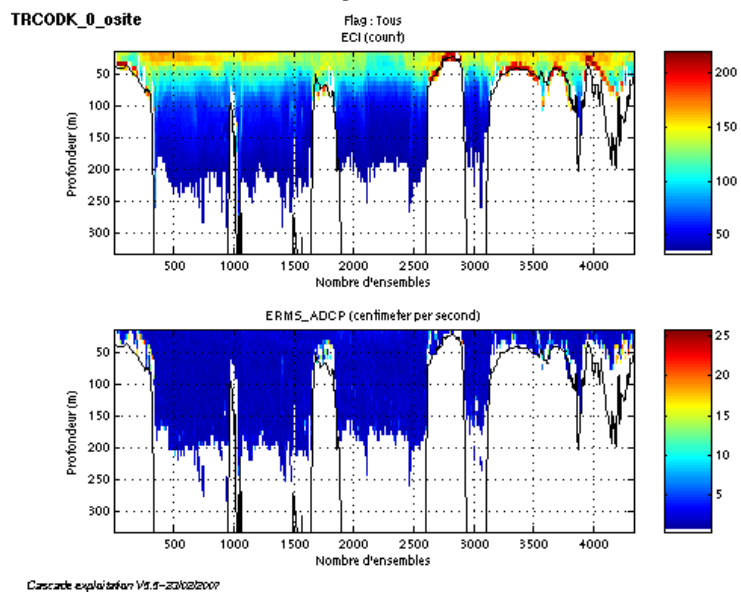 TRCODK_0_osite
Flag : Tous
ECI (count)
50
100
150
200
250
300
Profondeur (m)
500 1000 1500 2000 2500 3000 3500 4000
Nombre d'ensembles
200
150
100
50
ERMS_ADCP (centimeter per second)
50
100
150
200
250
300
Profondeur (m)
500 1000 1500 2000 2500 3000 3500 4000
Nombre d'ensembles
25
20
15
10
5
Cascade exploitation V5.5-23/02/2007